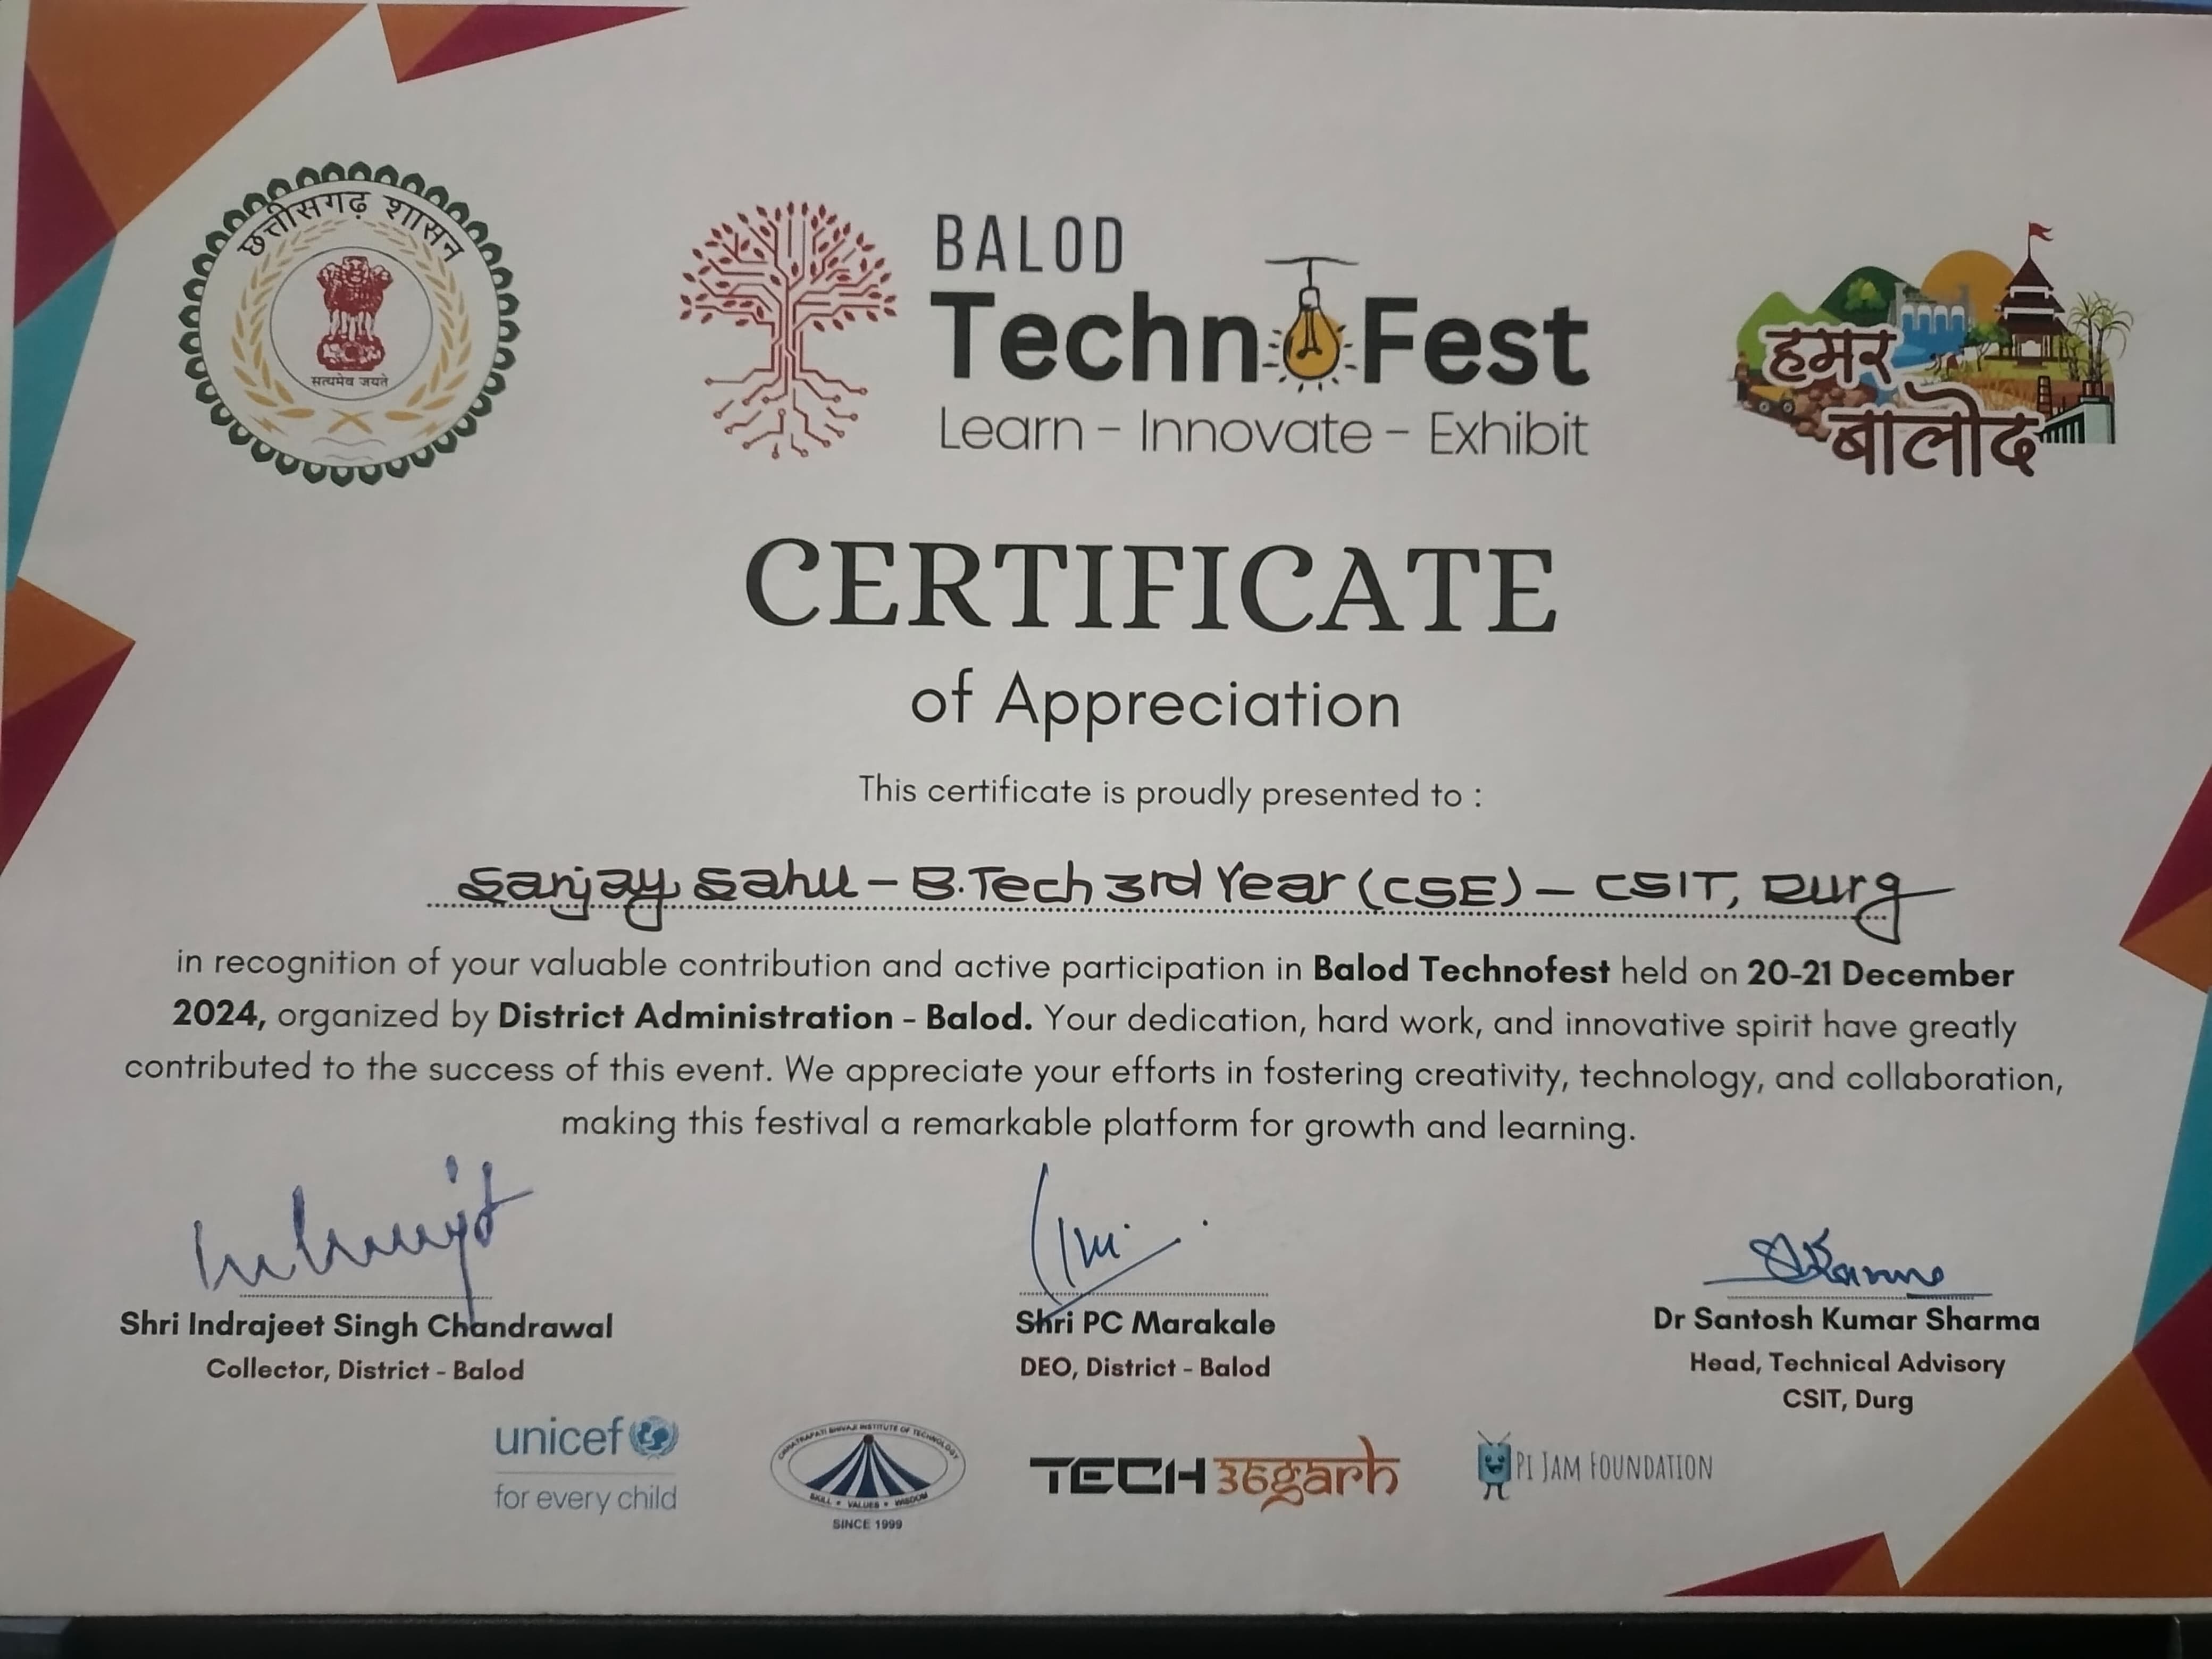 छत्तीसगढ़ शासन
सत्यमेव जयते
BALOD
TechnoFest
Learn - Innovate - Exhibit
हमर
बालोद
CERTIFICATE
of Appreciation
This certificate is proudly presented to :
Sanjay Sahu - B.Tech 3rd Year (CSE) - CSIT, Durg
in recognition of your valuable contribution and active participation in Balod Technofest held on 20-21 December
2024, organized by District Administration - Balod. Your dedication, hard work, and innovative spirit have greatly
contributed to the success of this event. We appreciate your efforts in fostering creativity, technology, and collaboration,
making this festival a remarkable platform for growth and learning.
Shri Indrajeet Singh Chandrawal
Collector, District - Balod
Shri PC Marakale
DEO, District - Balod
Dr Santosh Kumar Sharma
Head, Technical Advisory
CSIT, Durg
unicef
for every child
CHHATRAPATI SHIVAJI INSTITUTE OF TECHNOLOGY
SKILL • VALUES • WISDOM
SINCE 1999
TECH 36garh
PI JAM FOUNDATION